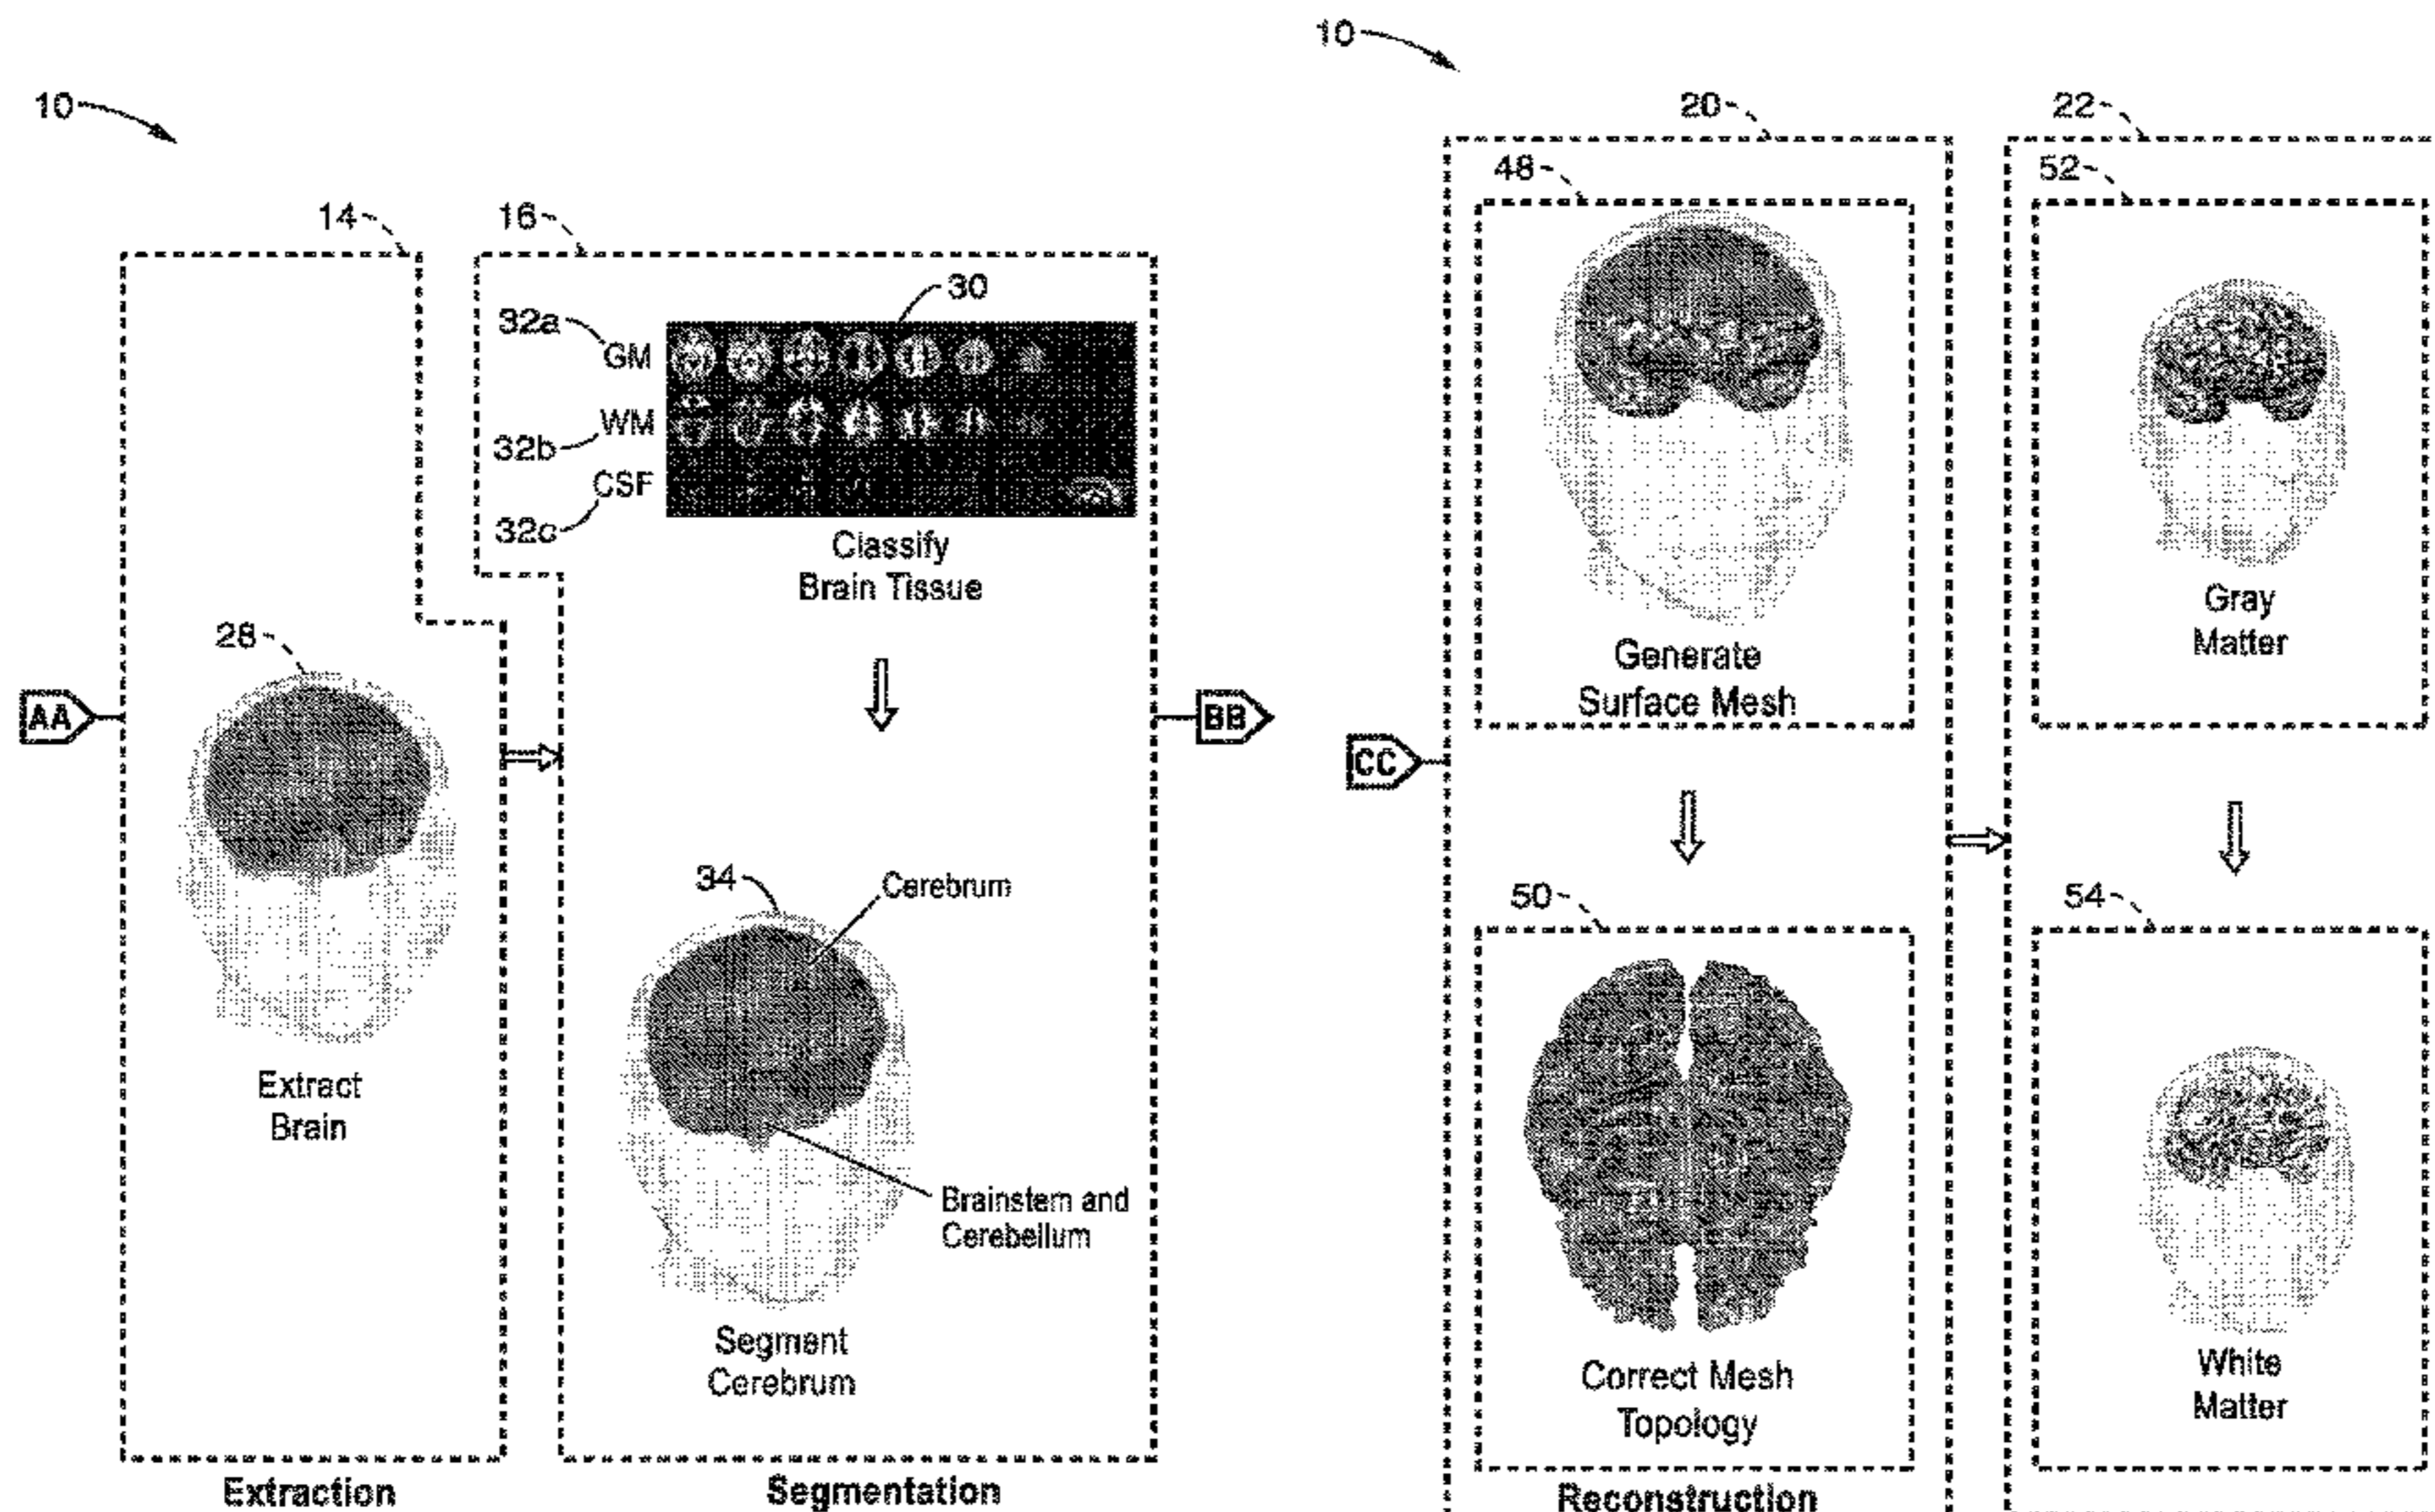 10
14
16
30
32a
GM
32b
WM
32c
CSF
Classify
Brain Tissue
28
AA
Extract
Brain
34
Cerebrum
Brainstem and
Cerebellum
Segment
Cerebrum
BB
Extraction
Segmentation
10
20
22
48
52
Generate
Surface Mesh
Gray
Matter
CC
50
54
Correct Mesh
Topology
White
Matter
Reconstruction